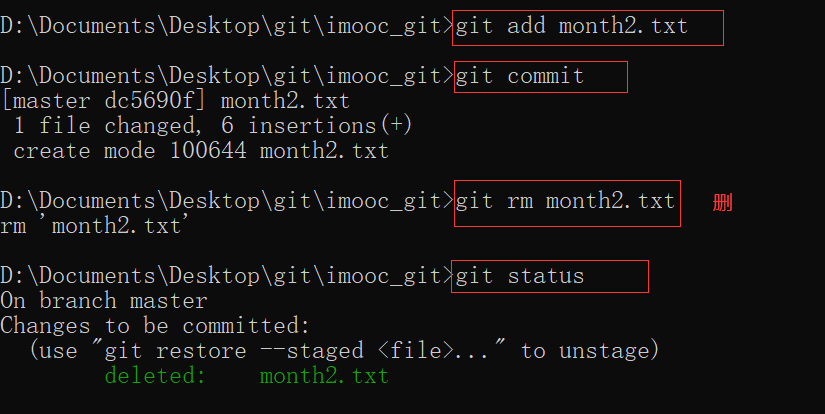 D:\Documents\Desktop\git\imooc_git>git add month2.txt
D:\Documents\Desktop\git\imooc_git>git commit
[master dc5690f] month2.txt
 1 file changed, 6 insertions(+)
 create mode 100644 month2.txt
D:\Documents\Desktop\git\imooc_git>git rm month2.txt 删
rm 'month2.txt'
D:\Documents\Desktop\git\imooc_git>git status
On branch master
Changes to be committed:
  (use "git restore --staged <file>..." to unstage)
        deleted:    month2.txt